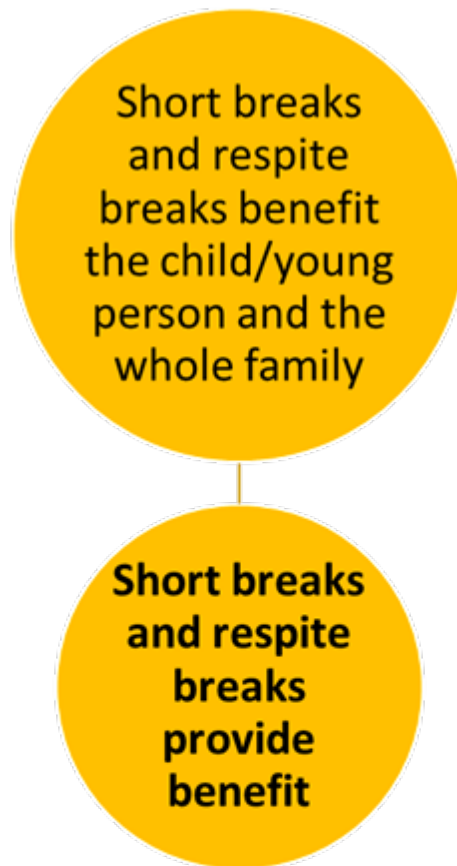 Short breaks
and respite
breaks benefit
the child/young
person and the
whole family
Short breaks
and respite
breaks
provide
benefit